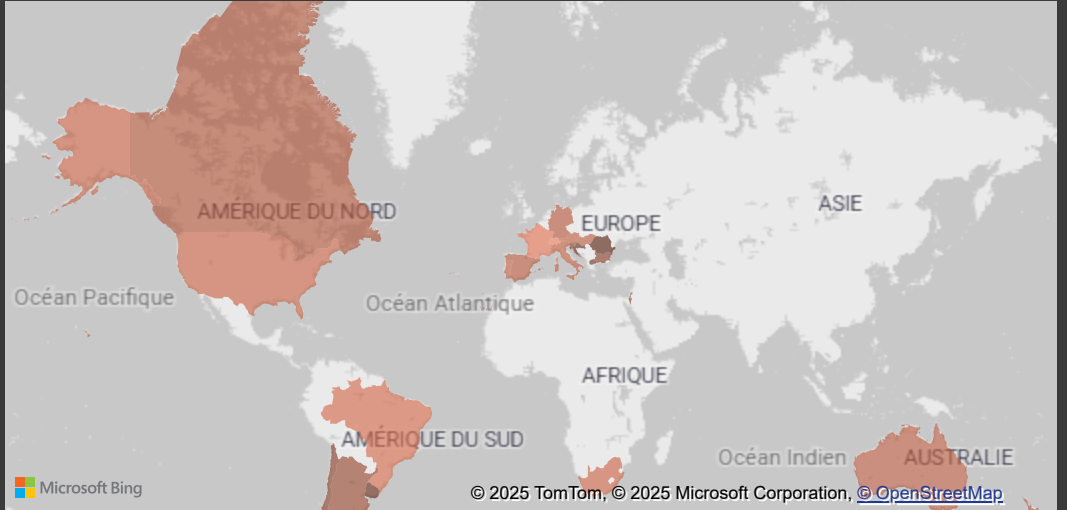 AMÉRIQUE DU NORD
EUROPE
ASIE
Océan Pacifique
Océan Atlantique
AFRIQUE
AMÉRIQUE DU SUD
Océan Indien
AUSTRALIE
Microsoft Bing
© 2025 TomTom, © 2025 Microsoft Corporation, © OpenStreetMap